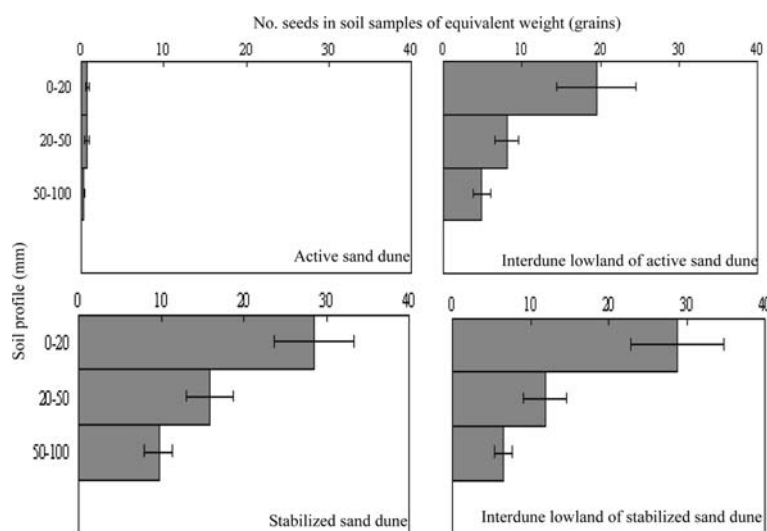 No. seeds in soil samples of equivalent weight (grains)
0 10 20 30 40
0 10 20 30 40
0-20
20-50
50-100
Active sand dune
Interdune lowland of active sand dune
Soil profile (mm)
0 10 20 30 40
0 10 20 30 40
0-20
20-50
50-100
Stabilized sand dune
Interdune lowland of stabilized sand dune